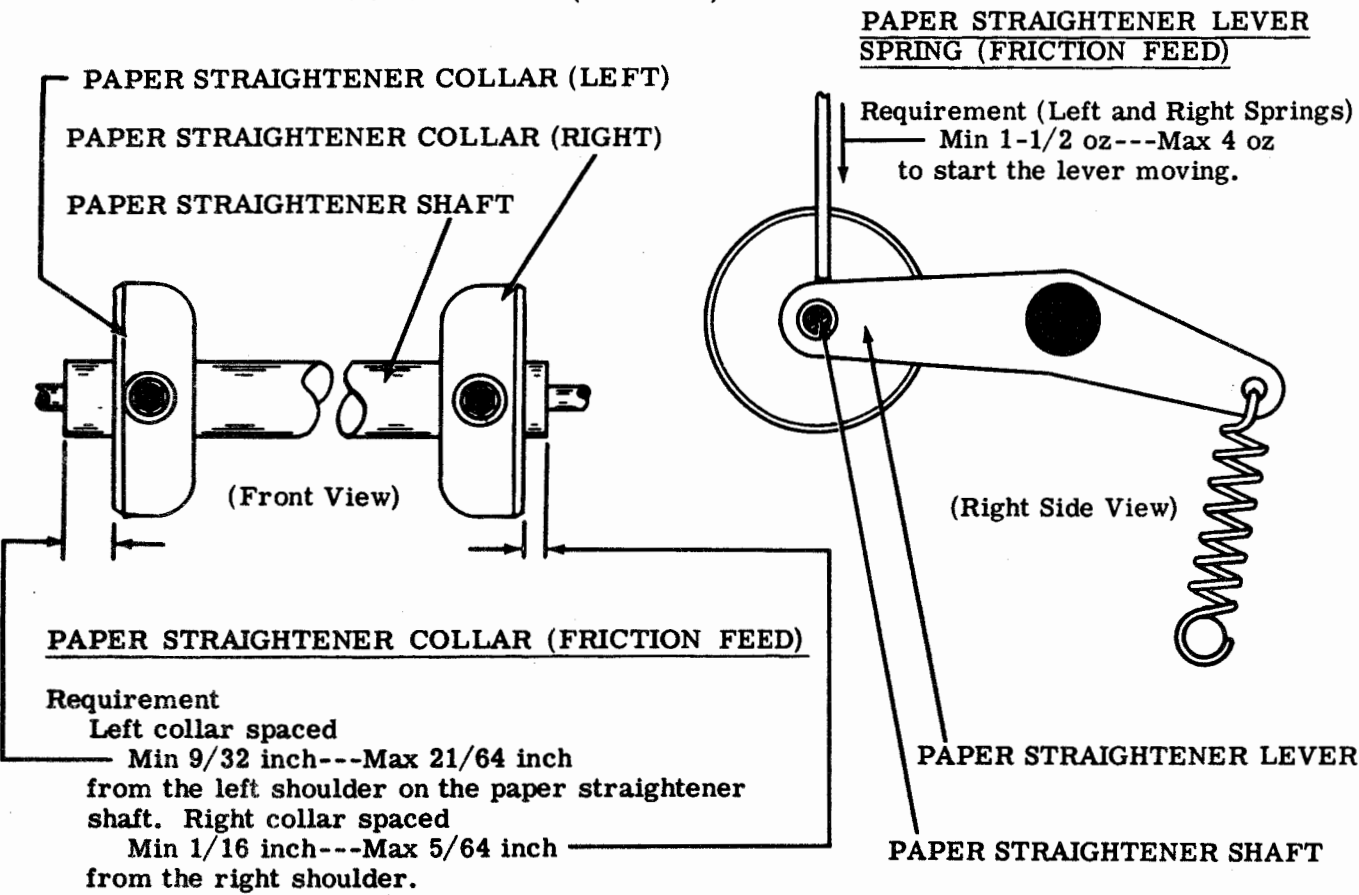 PAPER STRAIGHTENER COLLAR (LEFT)
PAPER STRAIGHTENER COLLAR (RIGHT)
PAPER STRAIGHTENER SHAFT
(Front View)
PAPER STRAIGHTENER COLLAR (FRICTION FEED)
Requirement
Left collar spaced
Min 9/32 inch---Max 21/64 inch
from the left shoulder on the paper straightener
shaft. Right collar spaced
Min 1/16 inch---Max 5/64 inch
from the right shoulder.
PAPER STRAIGHTENER LEVER
SPRING (FRICTION FEED)
Requirement (Left and Right Springs)
Min 1-1/2 oz---Max 4 oz
to start the lever moving.
(Right Side View)
PAPER STRAIGHTENER LEVER
PAPER STRAIGHTENER SHAFT